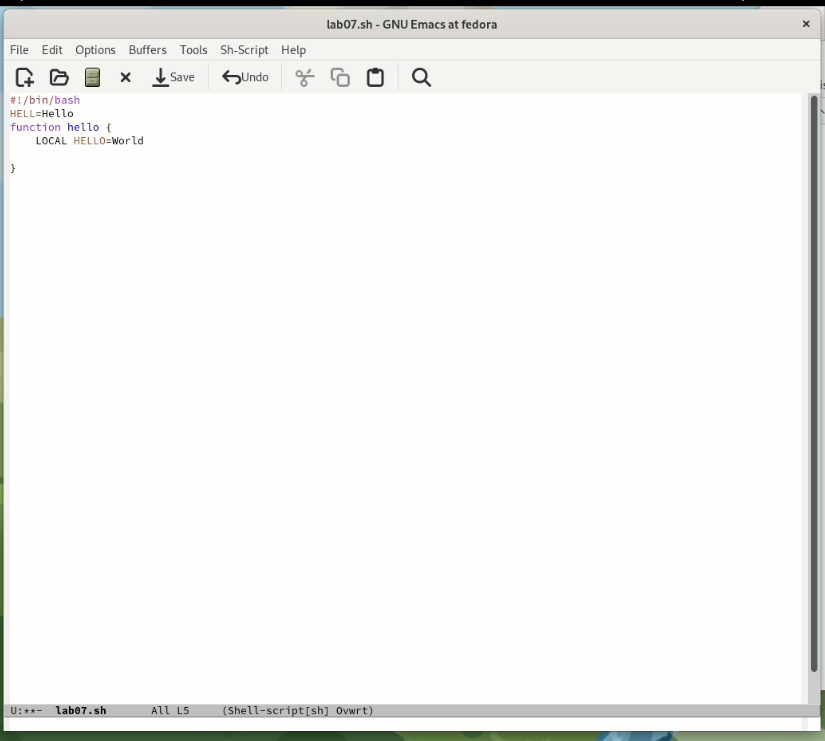 lab07.sh - GNU Emacs at fedora
File Edit Options Buffers Tools Sh-Script Help
Save Undo
#!/bin/bash
HELL=Hello
function hello {
    LOCAL HELLO=World
}
U:**-  lab07.sh       All L5     (Shell-script[sh] Ovwrt)